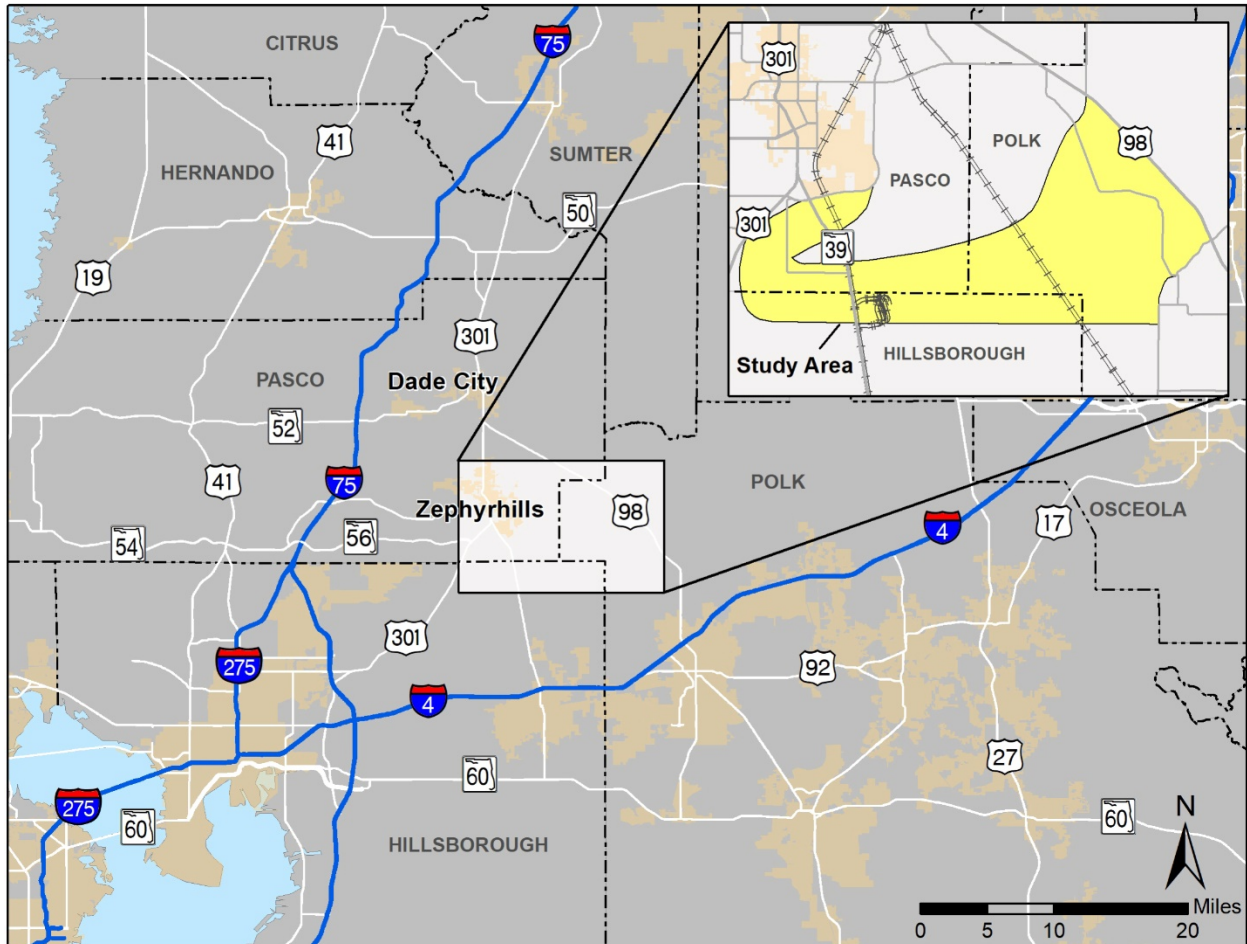 CITRUS
75
301
98
POLK
PASCO
301
39
Study Area
HILLSBOROUGH
41
HERNANDO
SUMTER
50
19
301
PASCO
Dade City
52
41
75
POLK
Zephyrhills
98
OSCEOLA
17
4
54
56
301
275
92
4
27
60
275
60
60
HILLSBOROUGH
N
Miles
0 5 10 20